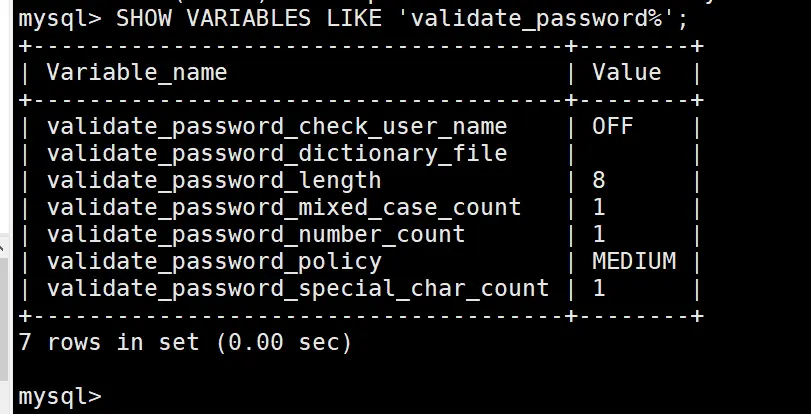 mysql> SHOW VARIABLES LIKE 'validate_password%';
+--------------------------------------+--------+
| Variable_name                        | Value  |
+--------------------------------------+--------+
| validate_password_check_user_name    | OFF    |
| validate_password_dictionary_file    |        |
| validate_password_length             | 8      |
| validate_password_mixed_case_count   | 1      |
| validate_password_number_count       | 1      |
| validate_password_policy             | MEDIUM |
| validate_password_special_char_count | 1      |
+--------------------------------------+--------+
7 rows in set (0.00 sec)
mysql>